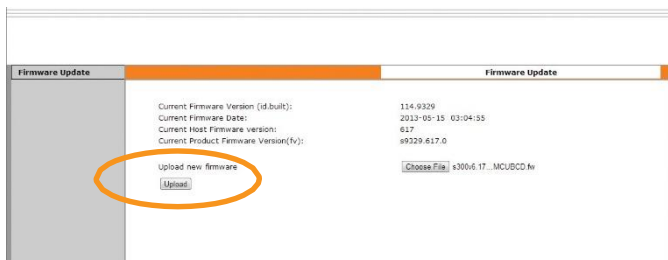 Firmware Update
Firmware Update
Current Firmware Version (id.built): 114.9329
Current Firmware Date: 2013-05-15 03:04:55
Current Host Firmware version: 617
Current Product Firmware Version(fv): s9329.617.0
Upload new firmware Choose File s300v6.17...MCUBCD.fw
Upload